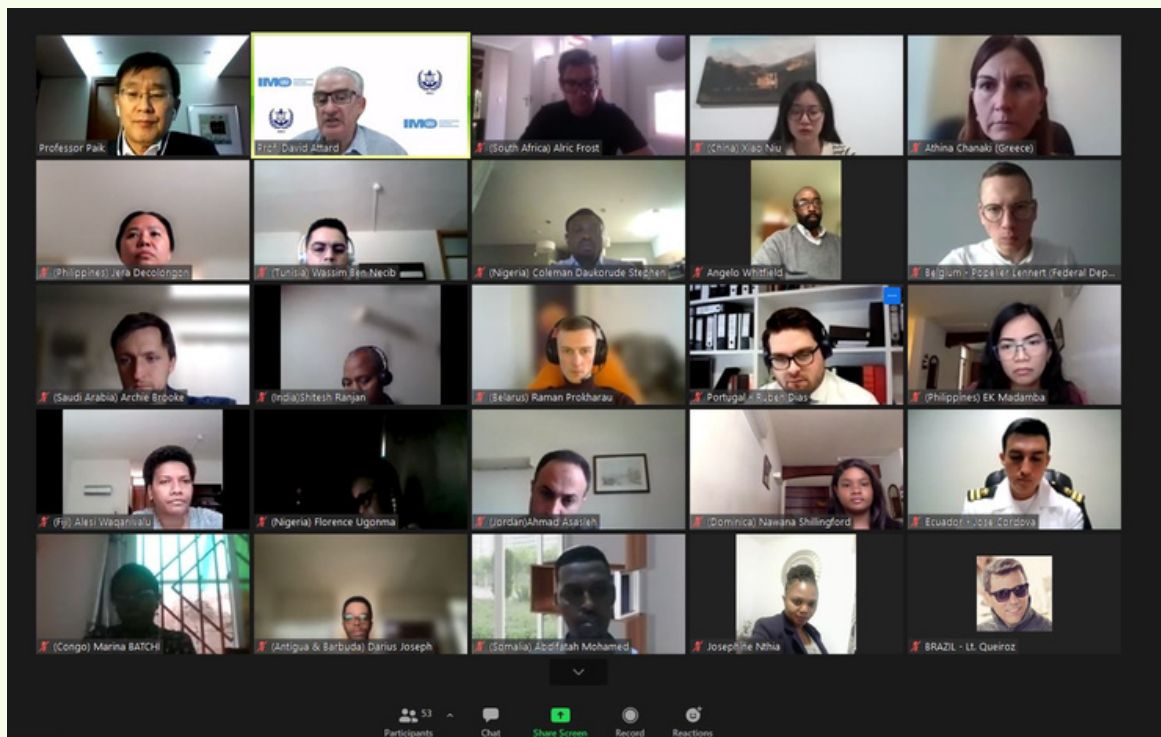 IMO
IMO
Professor Paik
Prof. David Attard
(South Africa) Alric Frost
(China) Xiao Niu
Athina Chanaki (Greece)
(Philippines) Jera Decolongon
(Tunisia) Wassim Ben Necib
(Nigeria) Coleman Daukorude Stephen
Angelo Whitfield
Belgium - Popelier Lennert (Federal Dep...
(Saudi Arabia) Archie Brooke
(India)Shitesh Ranjan
(Belarus) Raman Prokharau
Portugal - Ruben Dias
(Philippines) EK Madamba
(Fiji) Alesi Waqanivalu
(Nigeria) Florence Ugonma
(Jordan)Ahmad Asasleh
(Dominica) Nawana Shillingford
Ecuador - Jose Cordova
(Congo) Marina BATCHI
(Antigua & Barbuda) Darius Joseph
(Somalia) Abdifatah Mohamed
Josephine Nthia
BRAZIL - Lt. Queiroz
53
Participants
Chat
Share Screen
Record
Reactions